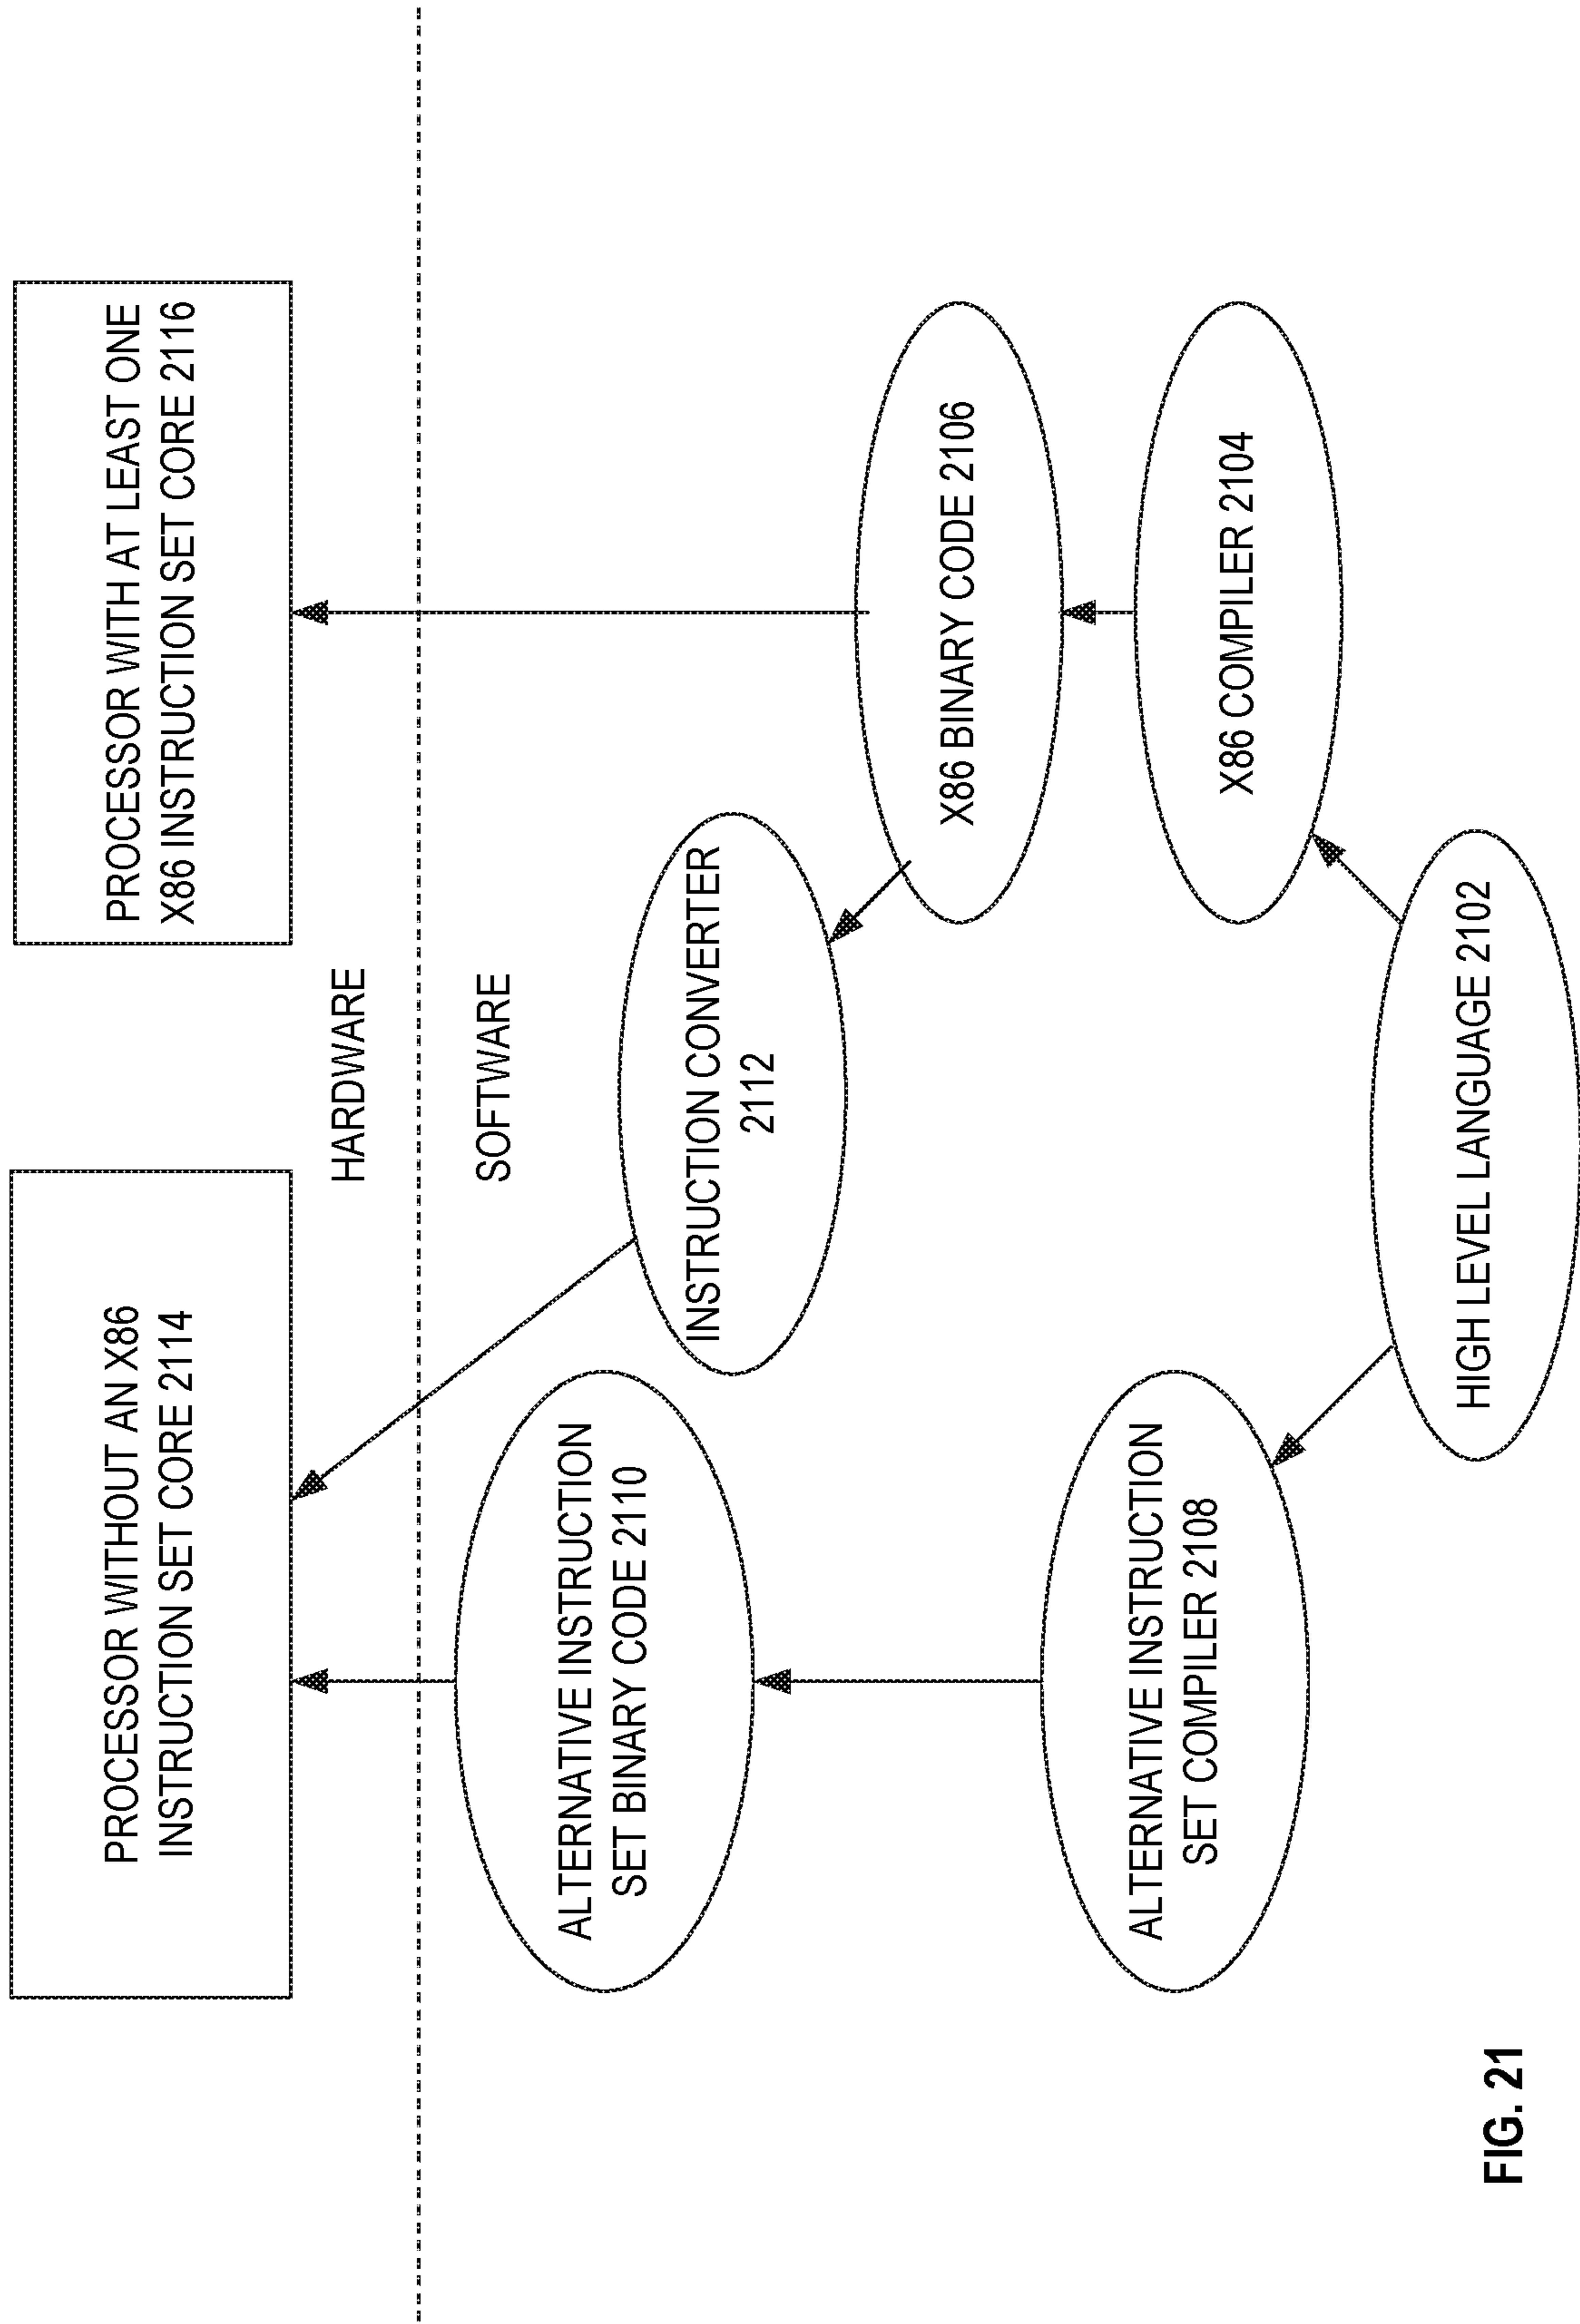 PROCESSOR WITHOUT AN X86
INSTRUCTION SET CORE 2114
PROCESSOR WITH AT LEAST ONE
X86 INSTRUCTION SET CORE 2116
HARDWARE
SOFTWARE
ALTERNATIVE INSTRUCTION
SET BINARY CODE 2110
INSTRUCTION CONVERTER
2112
X86 BINARY CODE 2106
ALTERNATIVE INSTRUCTION
SET COMPILER 2108
X86 COMPILER 2104
HIGH LEVEL LANGUAGE 2102
FIG. 21